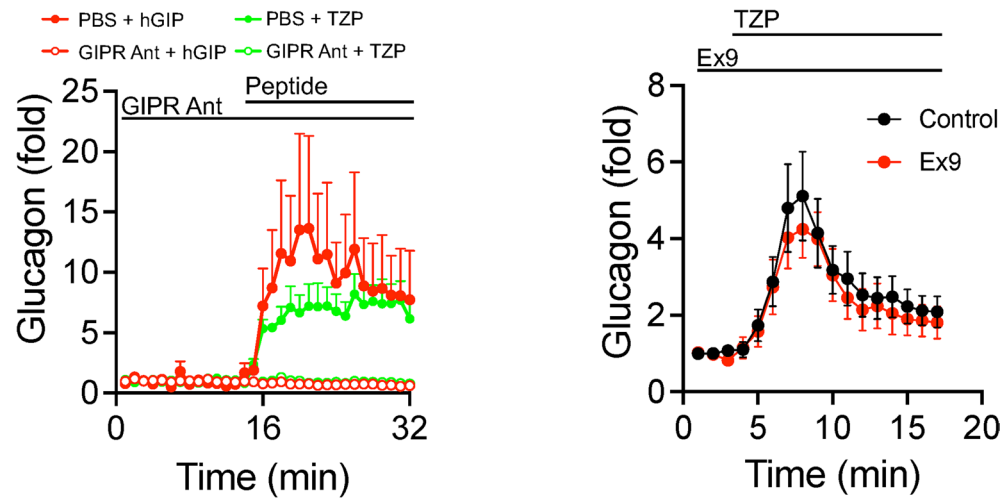 PBS + hGIP
PBS + TZP
GIPR Ant + hGIP
GIPR Ant + TZP
Peptide
GIPR Ant
25
20
15
10
5
0
Glucagon (fold)
0
16
32
Time (min)
TZP
Ex9
8
6
4
2
0
Glucagon (fold)
Control
Ex9
0
5
10
15
20
Time (min)